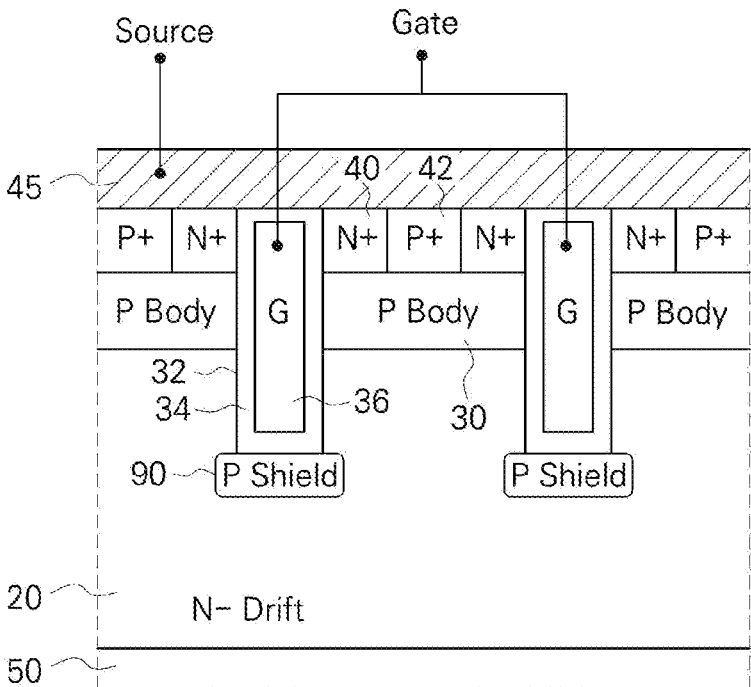 Source
Gate
45
40
42
P+
N+
N+
P+
N+
N+
P+
P Body
G
P Body
G
P Body
32
34
36
30
90
P Shield
P Shield
20
N- Drift
50